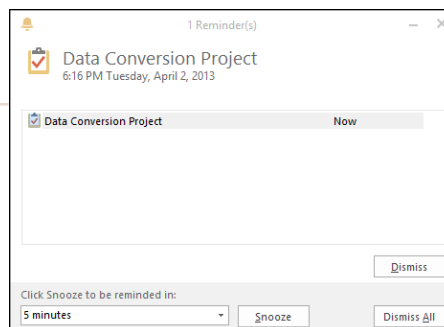 1 Reminder(s)
Data Conversion Project
6:16 PM Tuesday, April 2, 2013
Data Conversion Project Now
Dismiss
Click Snooze to be reminded in:
5 minutes Snooze Dismiss All